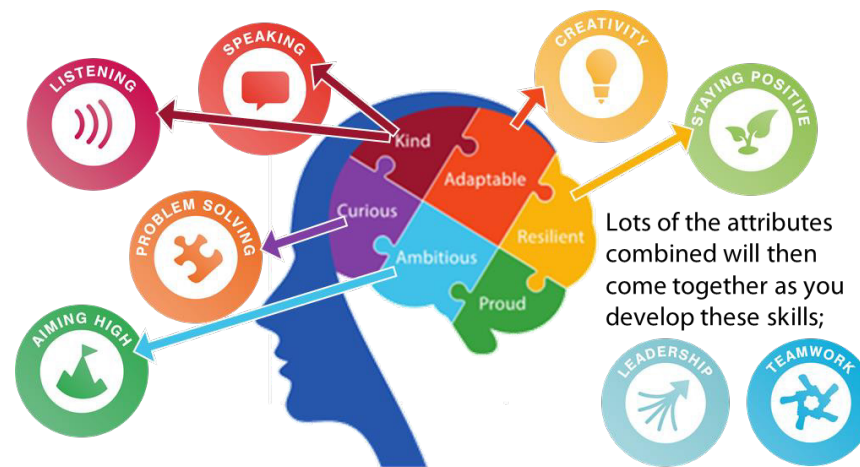 LISTENING
SPEAKING
CREATIVITY
STAYING POSITIVE
Kind
Adaptable
PROBLEM SOLVING
Curious
Resilient
Ambitious
Proud
AIMING HIGH
Lots of the attributes
combined will then
come together as you
develop these skills;
LEADERSHIP
TEAMWORK